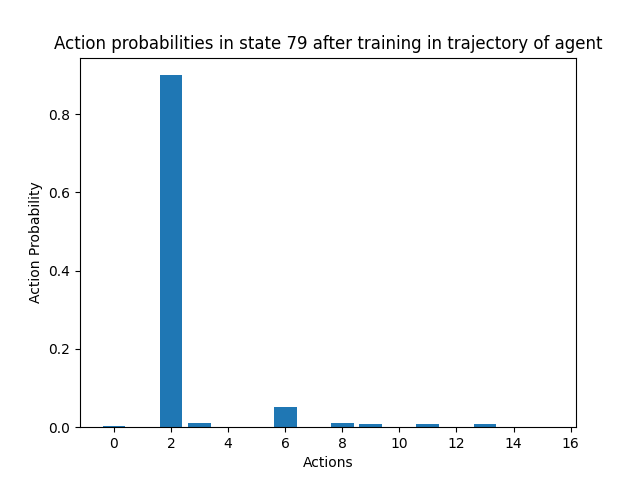 Action probabilities in state 79 after training in trajectory of agent
Action Probability
0.8
0.6
0.4
0.2
0.0
0 2 4 6 8 10 12 14 16
Actions